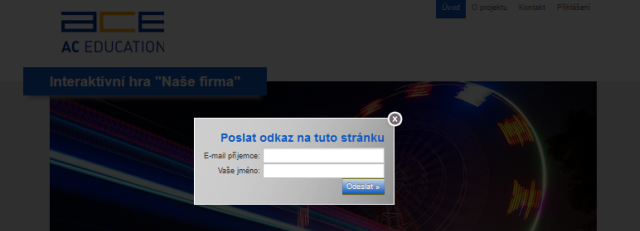 ACE
AC EDUCATION
Úvod O projektu Kontakt Přihlášení
Interaktivní hra "Naše firma"
x
Poslat odkaz na tuto stránku
E-mail příjemce:
Vaše jméno:
Odeslat »